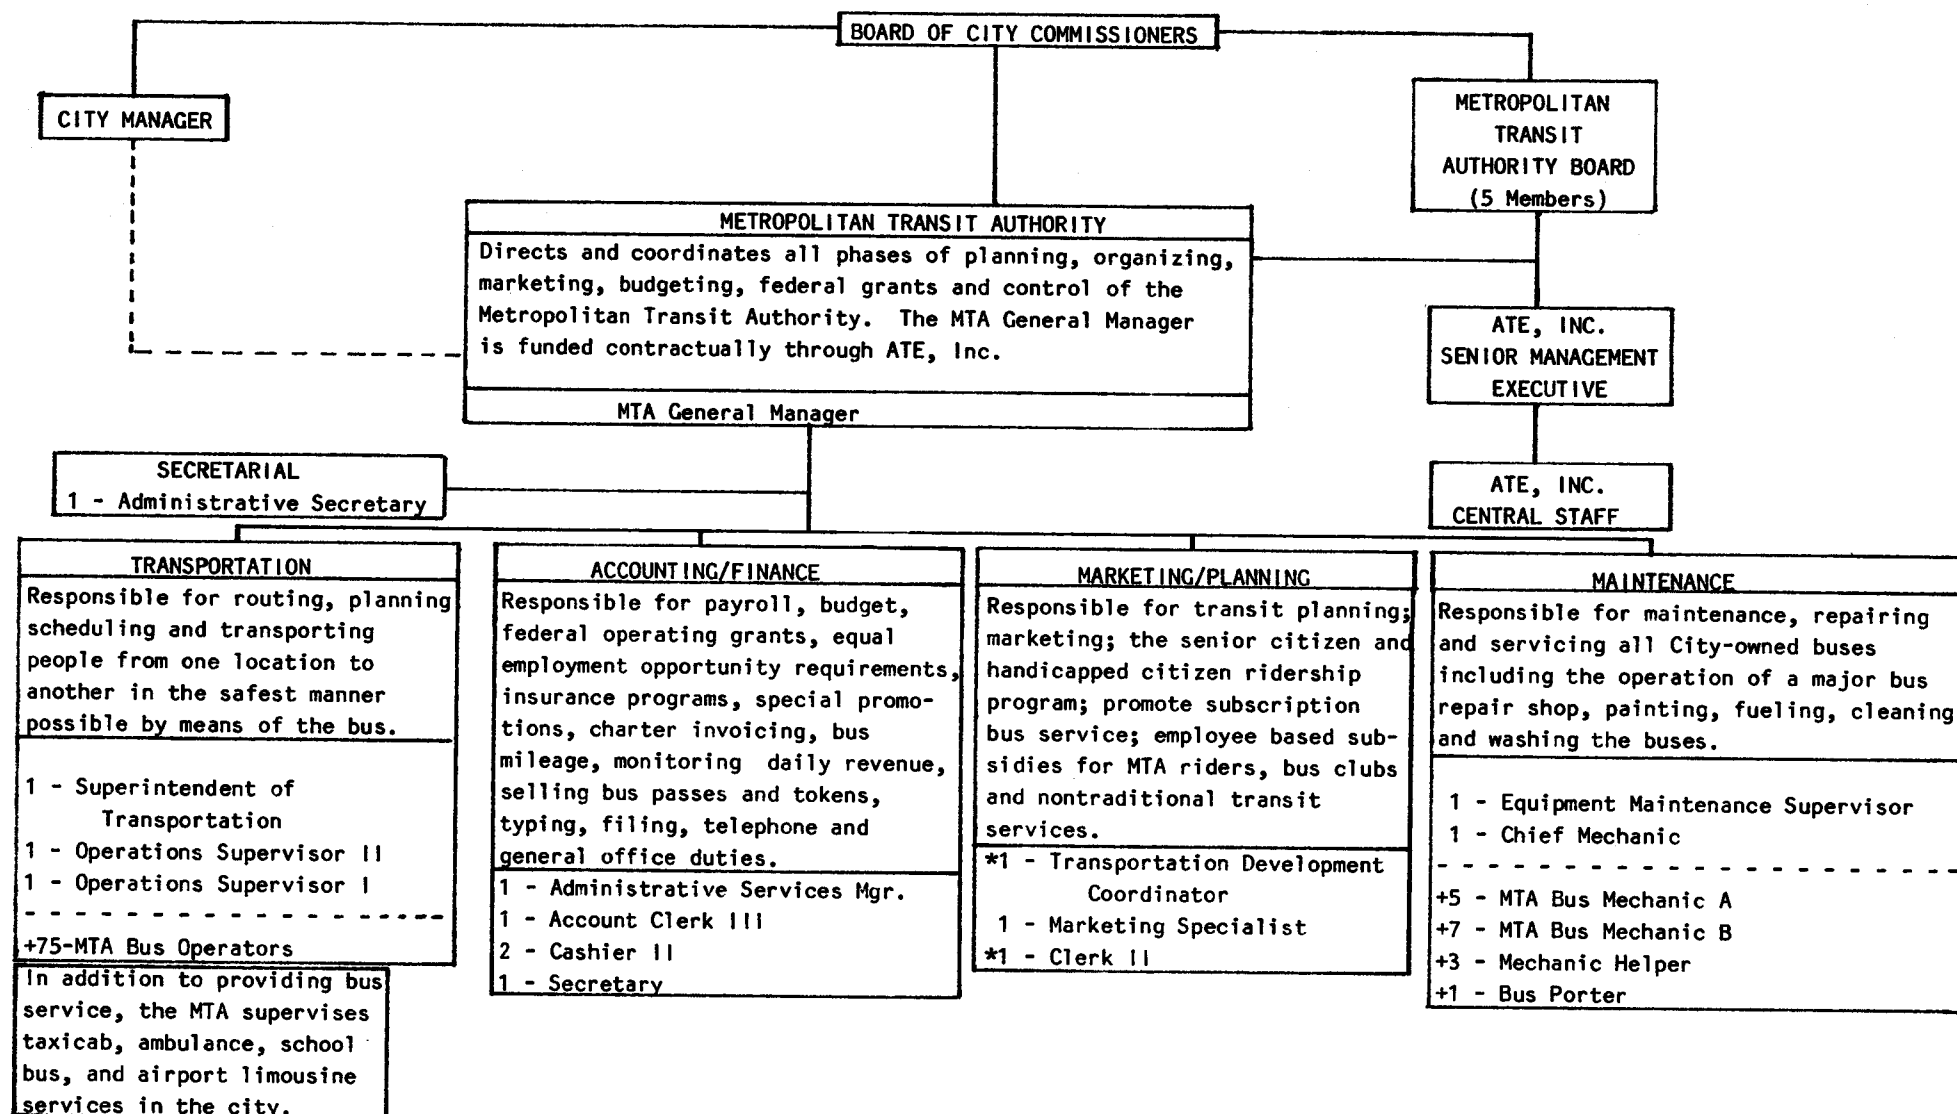 BOARD OF CITY COMMISSIONERS
CITY MANAGER
METROPOLITAN
TRANSIT
AUTHORITY BOARD
(5 Members)
METROPOLITAN TRANSIT AUTHORITY
Directs and coordinates all phases of planning, organizing,
marketing, budgeting, federal grants and control of the
Metropolitan Transit Authority. The MTA General Manager
is funded contractually through ATE, Inc.
MTA General Manager
ATE, INC.
SENIOR MANAGEMENT
EXECUTIVE
SECRETARIAL
1 - Administrative Secretary
ATE, INC.
CENTRAL STAFF
TRANSPORTATION
Responsible for routing, planning
scheduling and transporting
people from one location to
another in the safest manner
possible by means of the bus.
1 - Superintendent of
Transportation
1 - Operations Supervisor II
1 - Operations Supervisor I
+75-MTA Bus Operators
In addition to providing bus
service, the MTA supervises
taxicab, ambulance, school
bus, and airport limousine
services in the city.
ACCOUNTING/FINANCE
Responsible for payroll, budget,
federal operating grants, equal
employment opportunity requirements,
insurance programs, special promo-
tions, charter invoicing, bus
mileage, monitoring daily revenue,
selling bus passes and tokens,
typing, filing, telephone and
general office duties.
1 - Administrative Services Mgr.
1 - Account Clerk III
2 - Cashier II
1 - Secretary
MARKETING/PLANNING
Responsible for transit planning;
marketing; the senior citizen and
handicapped citizen ridership
program; promote subscription
bus service; employee based sub-
sidies for MTA riders, bus clubs
and nontraditional transit
services.
*1 - Transportation Development
Coordinator
1 - Marketing Specialist
*1 - Clerk II
MAINTENANCE
Responsible for maintenance, repairing
and servicing all City-owned buses
including the operation of a major bus
repair shop, painting, fueling, cleaning
and washing the buses.
1 - Equipment Maintenance Supervisor
1 - Chief Mechanic
+5 - MTA Bus Mechanic A
+7 - MTA Bus Mechanic B
+3 - Mechanic Helper
+1 - Bus Porter